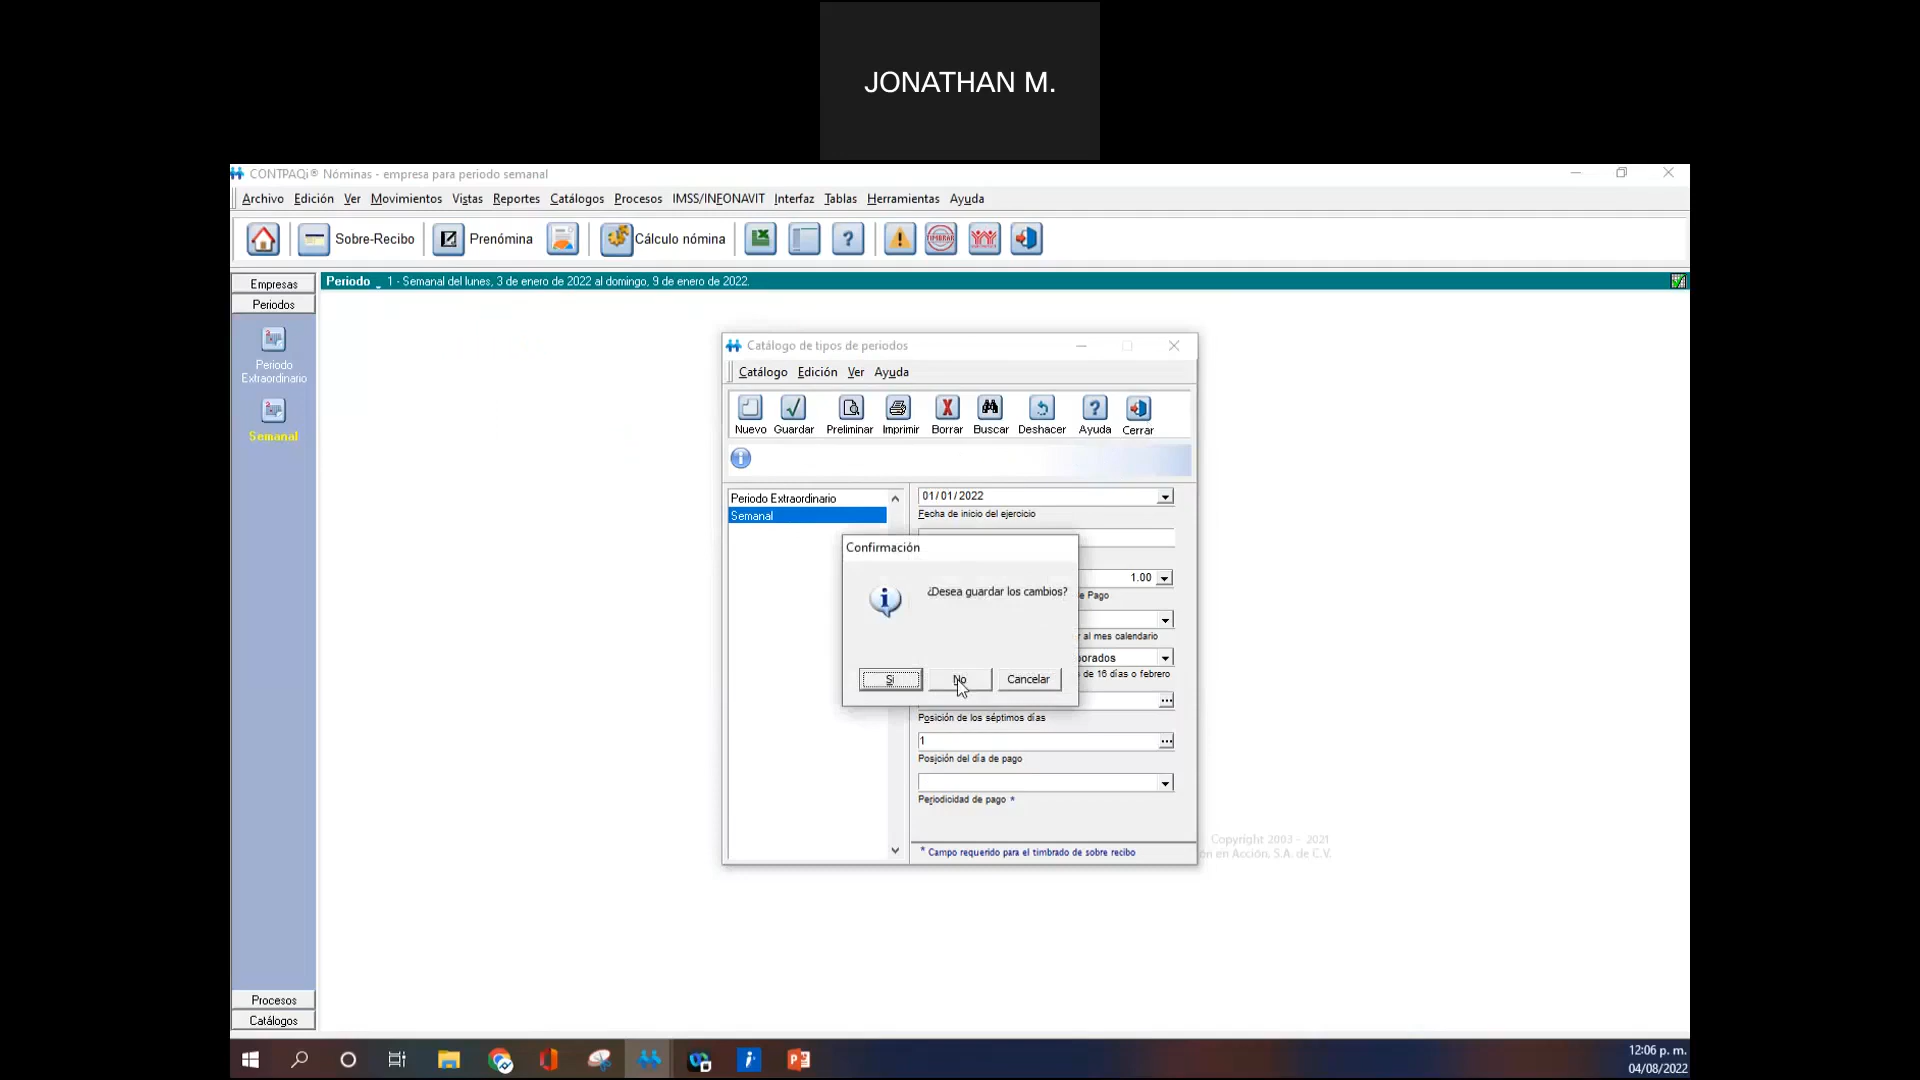 JONATHAN M.
CONTPAQi® Nóminas - empresa para periodo semanal
Archivo Edición Ver Movimientos Vistas Reportes Catálogos Procesos IMSS/INFONAVIT Interfaz Tablas Herramientas Ayuda
Sobre-Recibo Prenómina Cálculo nómina
Empresas
Periodo 1 - Semanal del lunes, 3 de enero de 2022 al domingo, 9 de enero de 2022.
Periodos
Periodo
Extraordinario
Semanal
Catálogo de tipos de periodos
Catálogo Edición Ver Ayuda
Nuevo Guardar Preliminar Imprimir Borrar Buscar Deshacer Ayuda Cerrar
Periodo Extraordinario
Semanal
01/01/2022
Fecha de inicio del ejercicio
Confirmación
¿Desea guardar los cambios?
Si No Cancelar
1.00
e Pago
r al mes calendario
orados
de 16 días o febrero
Posición de los séptimos días
1
Posición del día de pago
Periodicidad de pago *
* Campo requerido para el timbrado de sobre recibo
Copyright 2003 - 2021
ón en Acción, S.A. de C.V.
Procesos
Catálogos
12:06 p. m.
04/08/2022